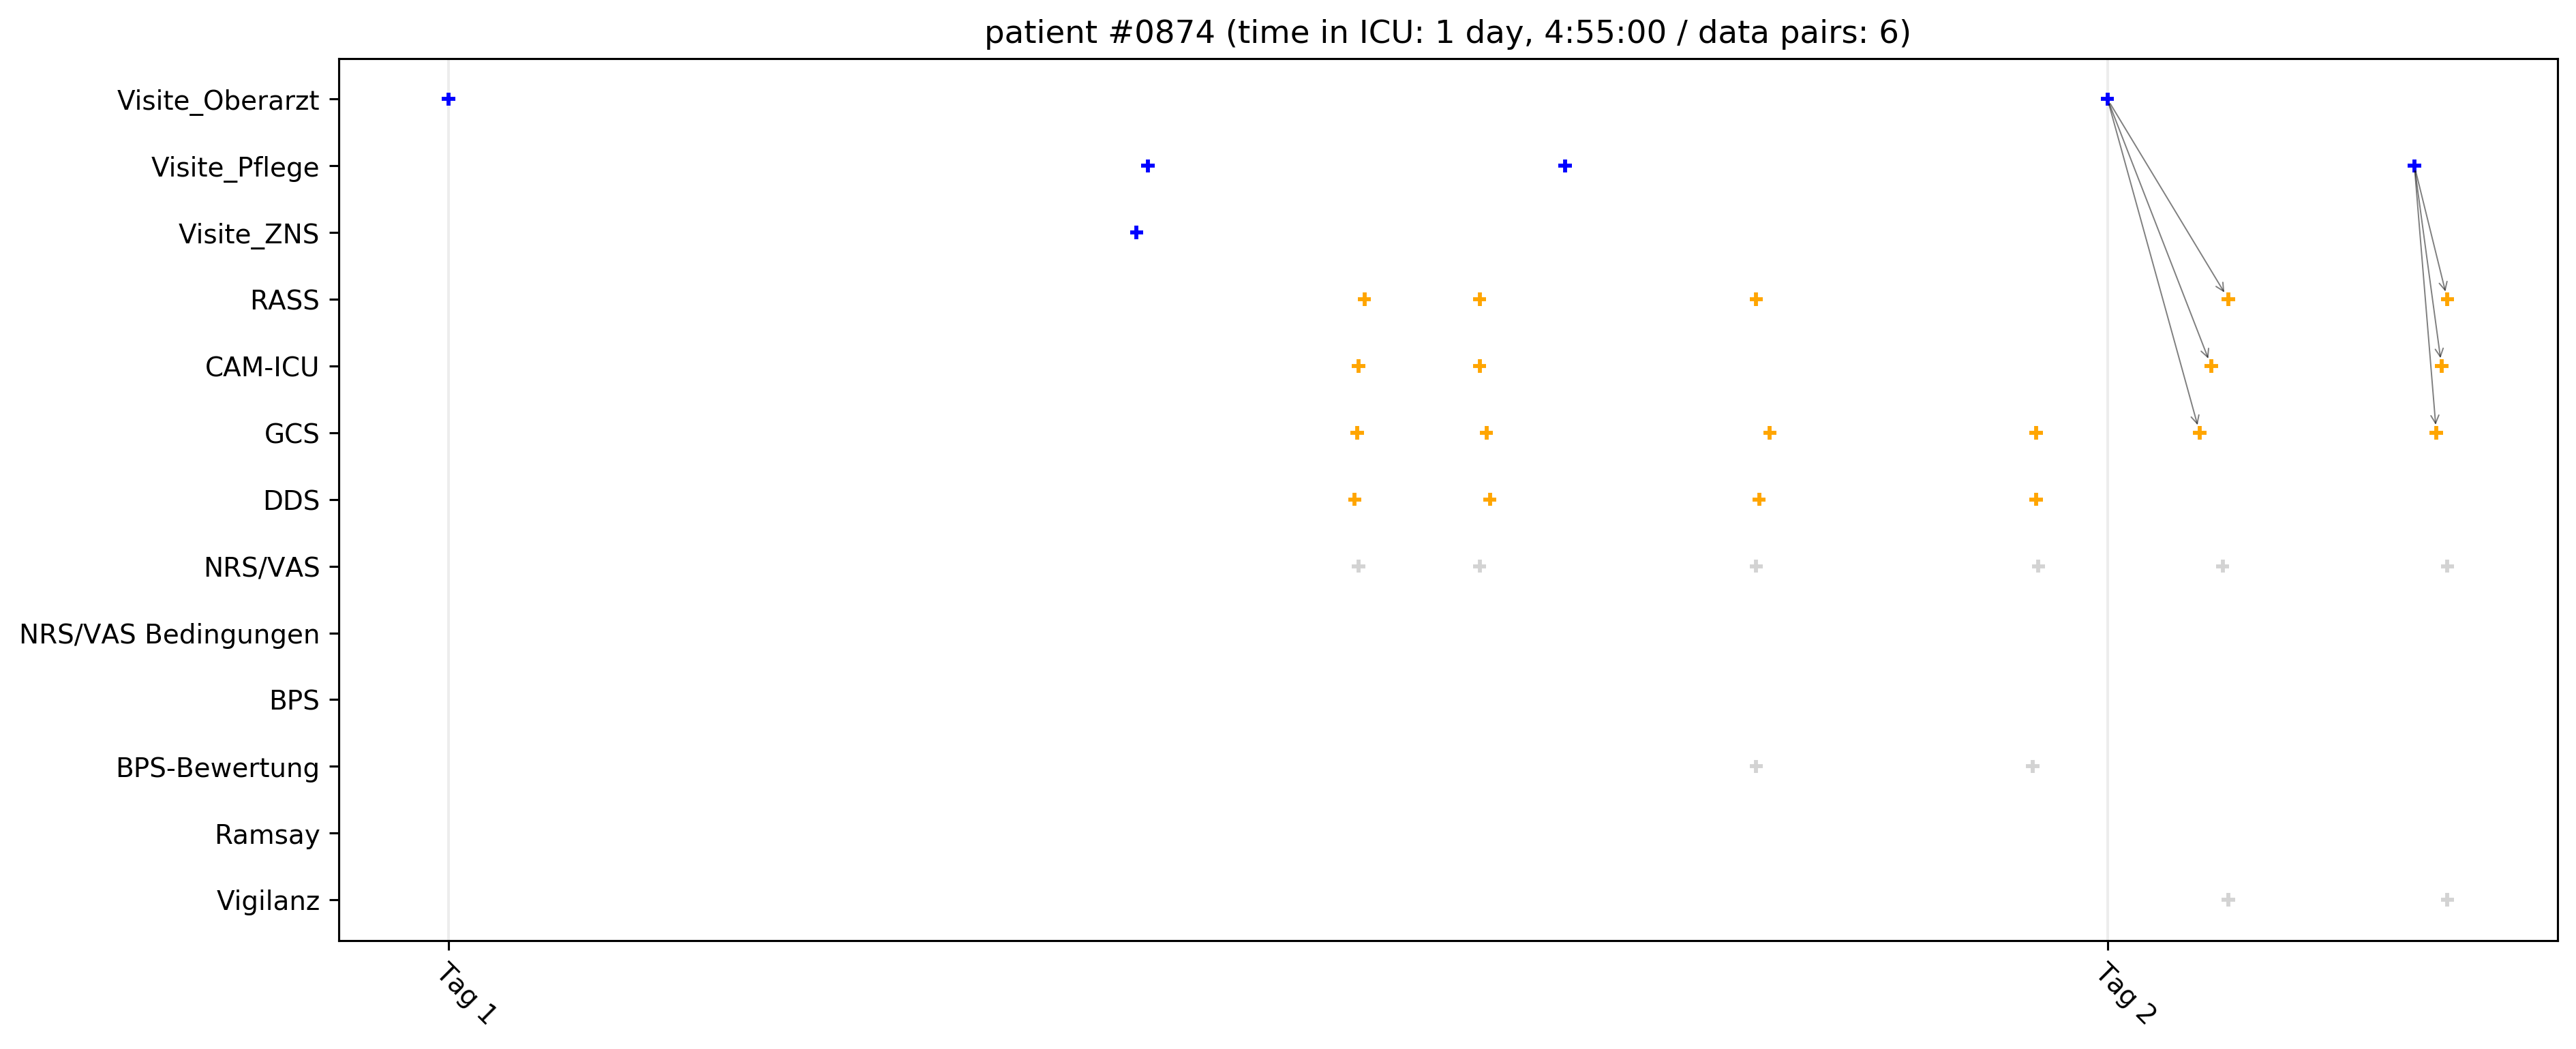 patient #0874 (time in ICU: 1 day, 4:55:00 / data pairs: 6)
Visite_Oberarzt
Visite_Pflege
Visite_ZNS
RASS
CAM-ICU
GCS
DDS
NRS/VAS
NRS/VAS Bedingungen
BPS
BPS-Bewertung
Ramsay
Vigilanz
Tag 1
Tag 2